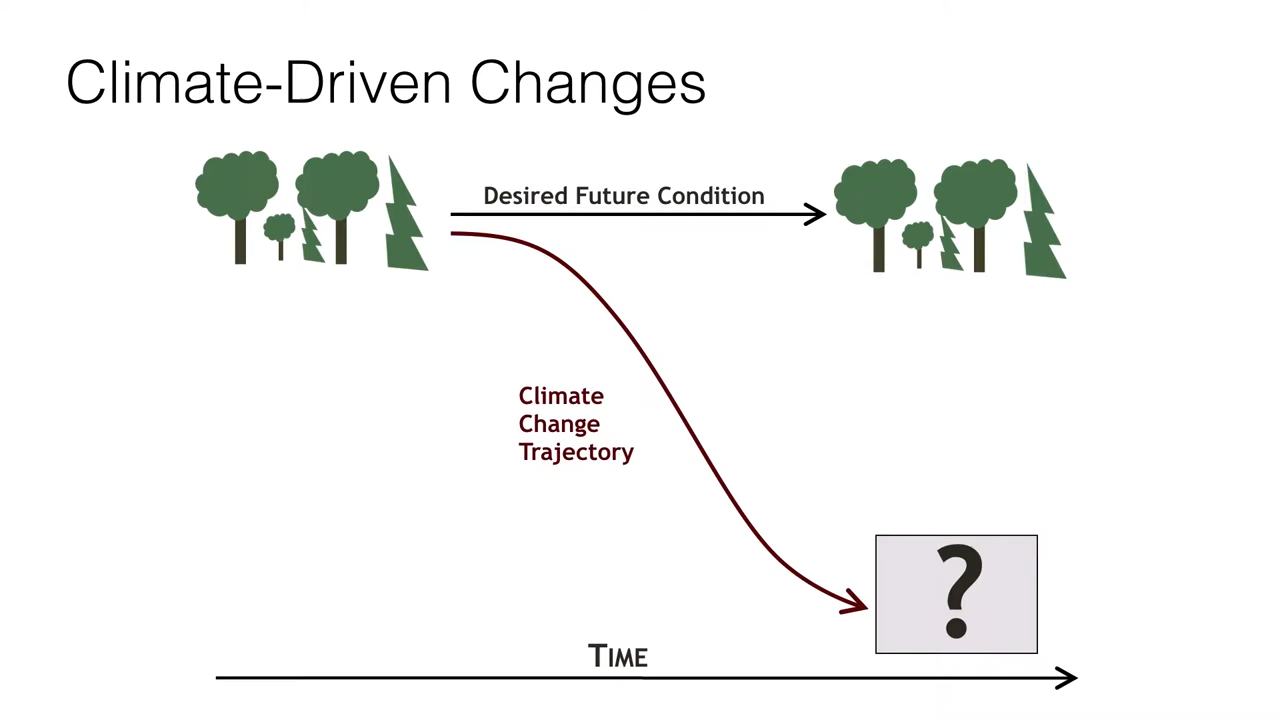 Climate-Driven Changes
Desired Future Condition
Climate
Change
Trajectory
?
TIME